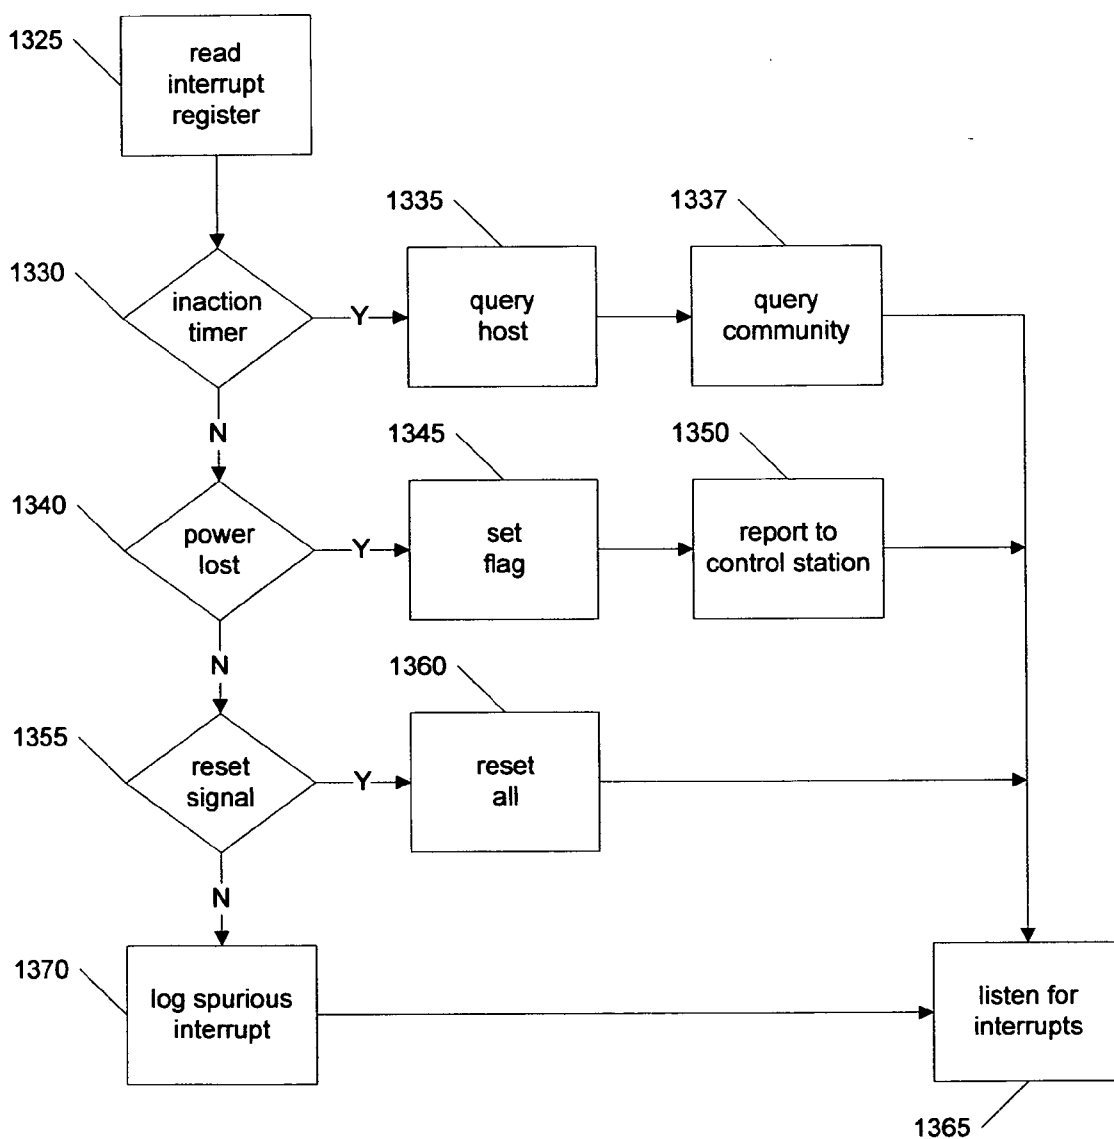 1325
read
interrupt
register
1335
1337
1330
inaction
timer
Y
query
host
query
community
N
1345
1350
1340
power
lost
Y
set
flag
report to
control station
N
1360
1355
reset
signal
Y
reset
all
N
1370
log spurious
interrupt
listen for
interrupts
1365